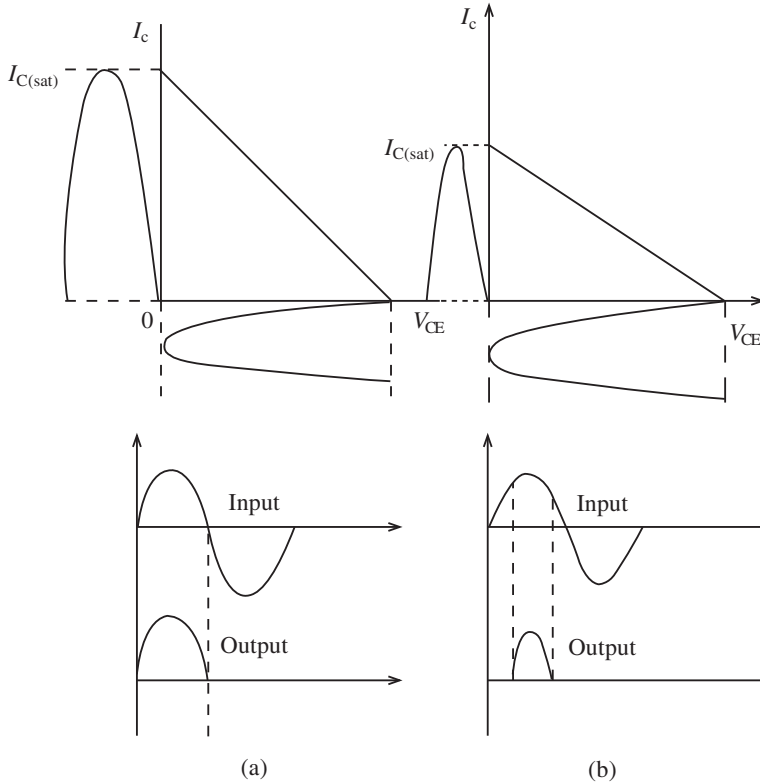 I_c
I_C(sat)
0
V_CE
I_c
I_C(sat)
V_CE
Input
Output
(a)
Input
Output
(b)